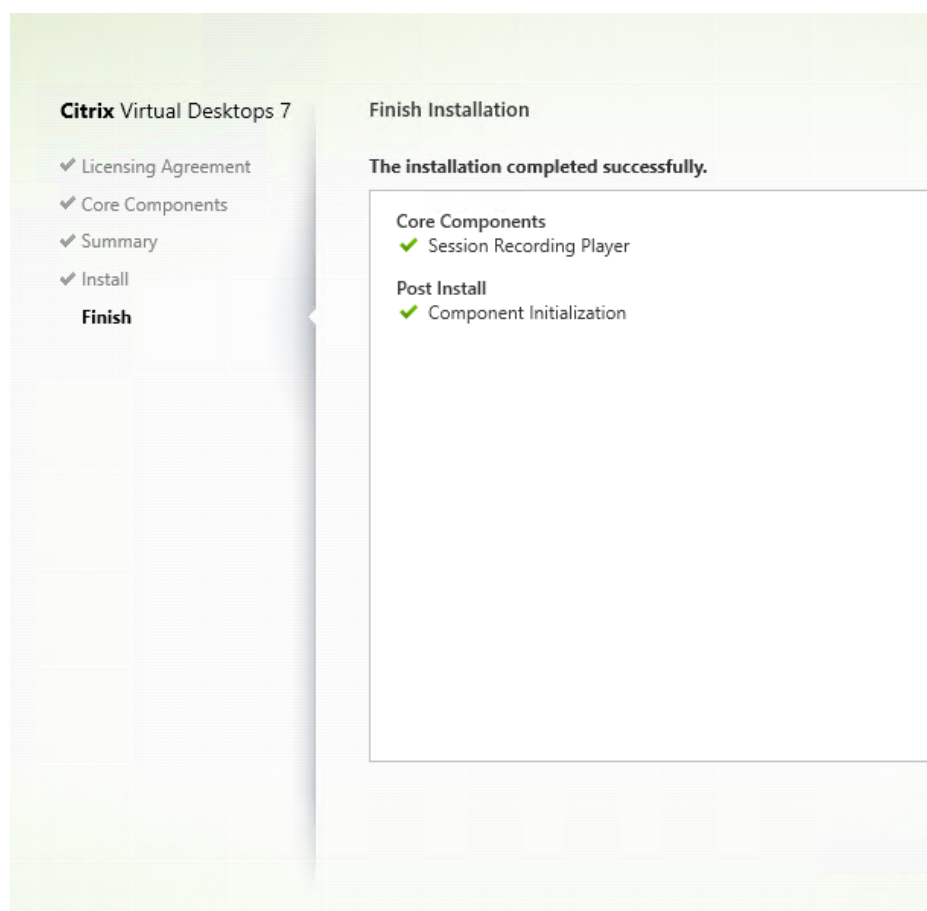 Citrix Virtual Desktops 7
Licensing Agreement
Core Components
Summary
Install
Finish
Finish Installation
The installation completed successfully.
Core Components
Session Recording Player
Post Install
Component Initialization